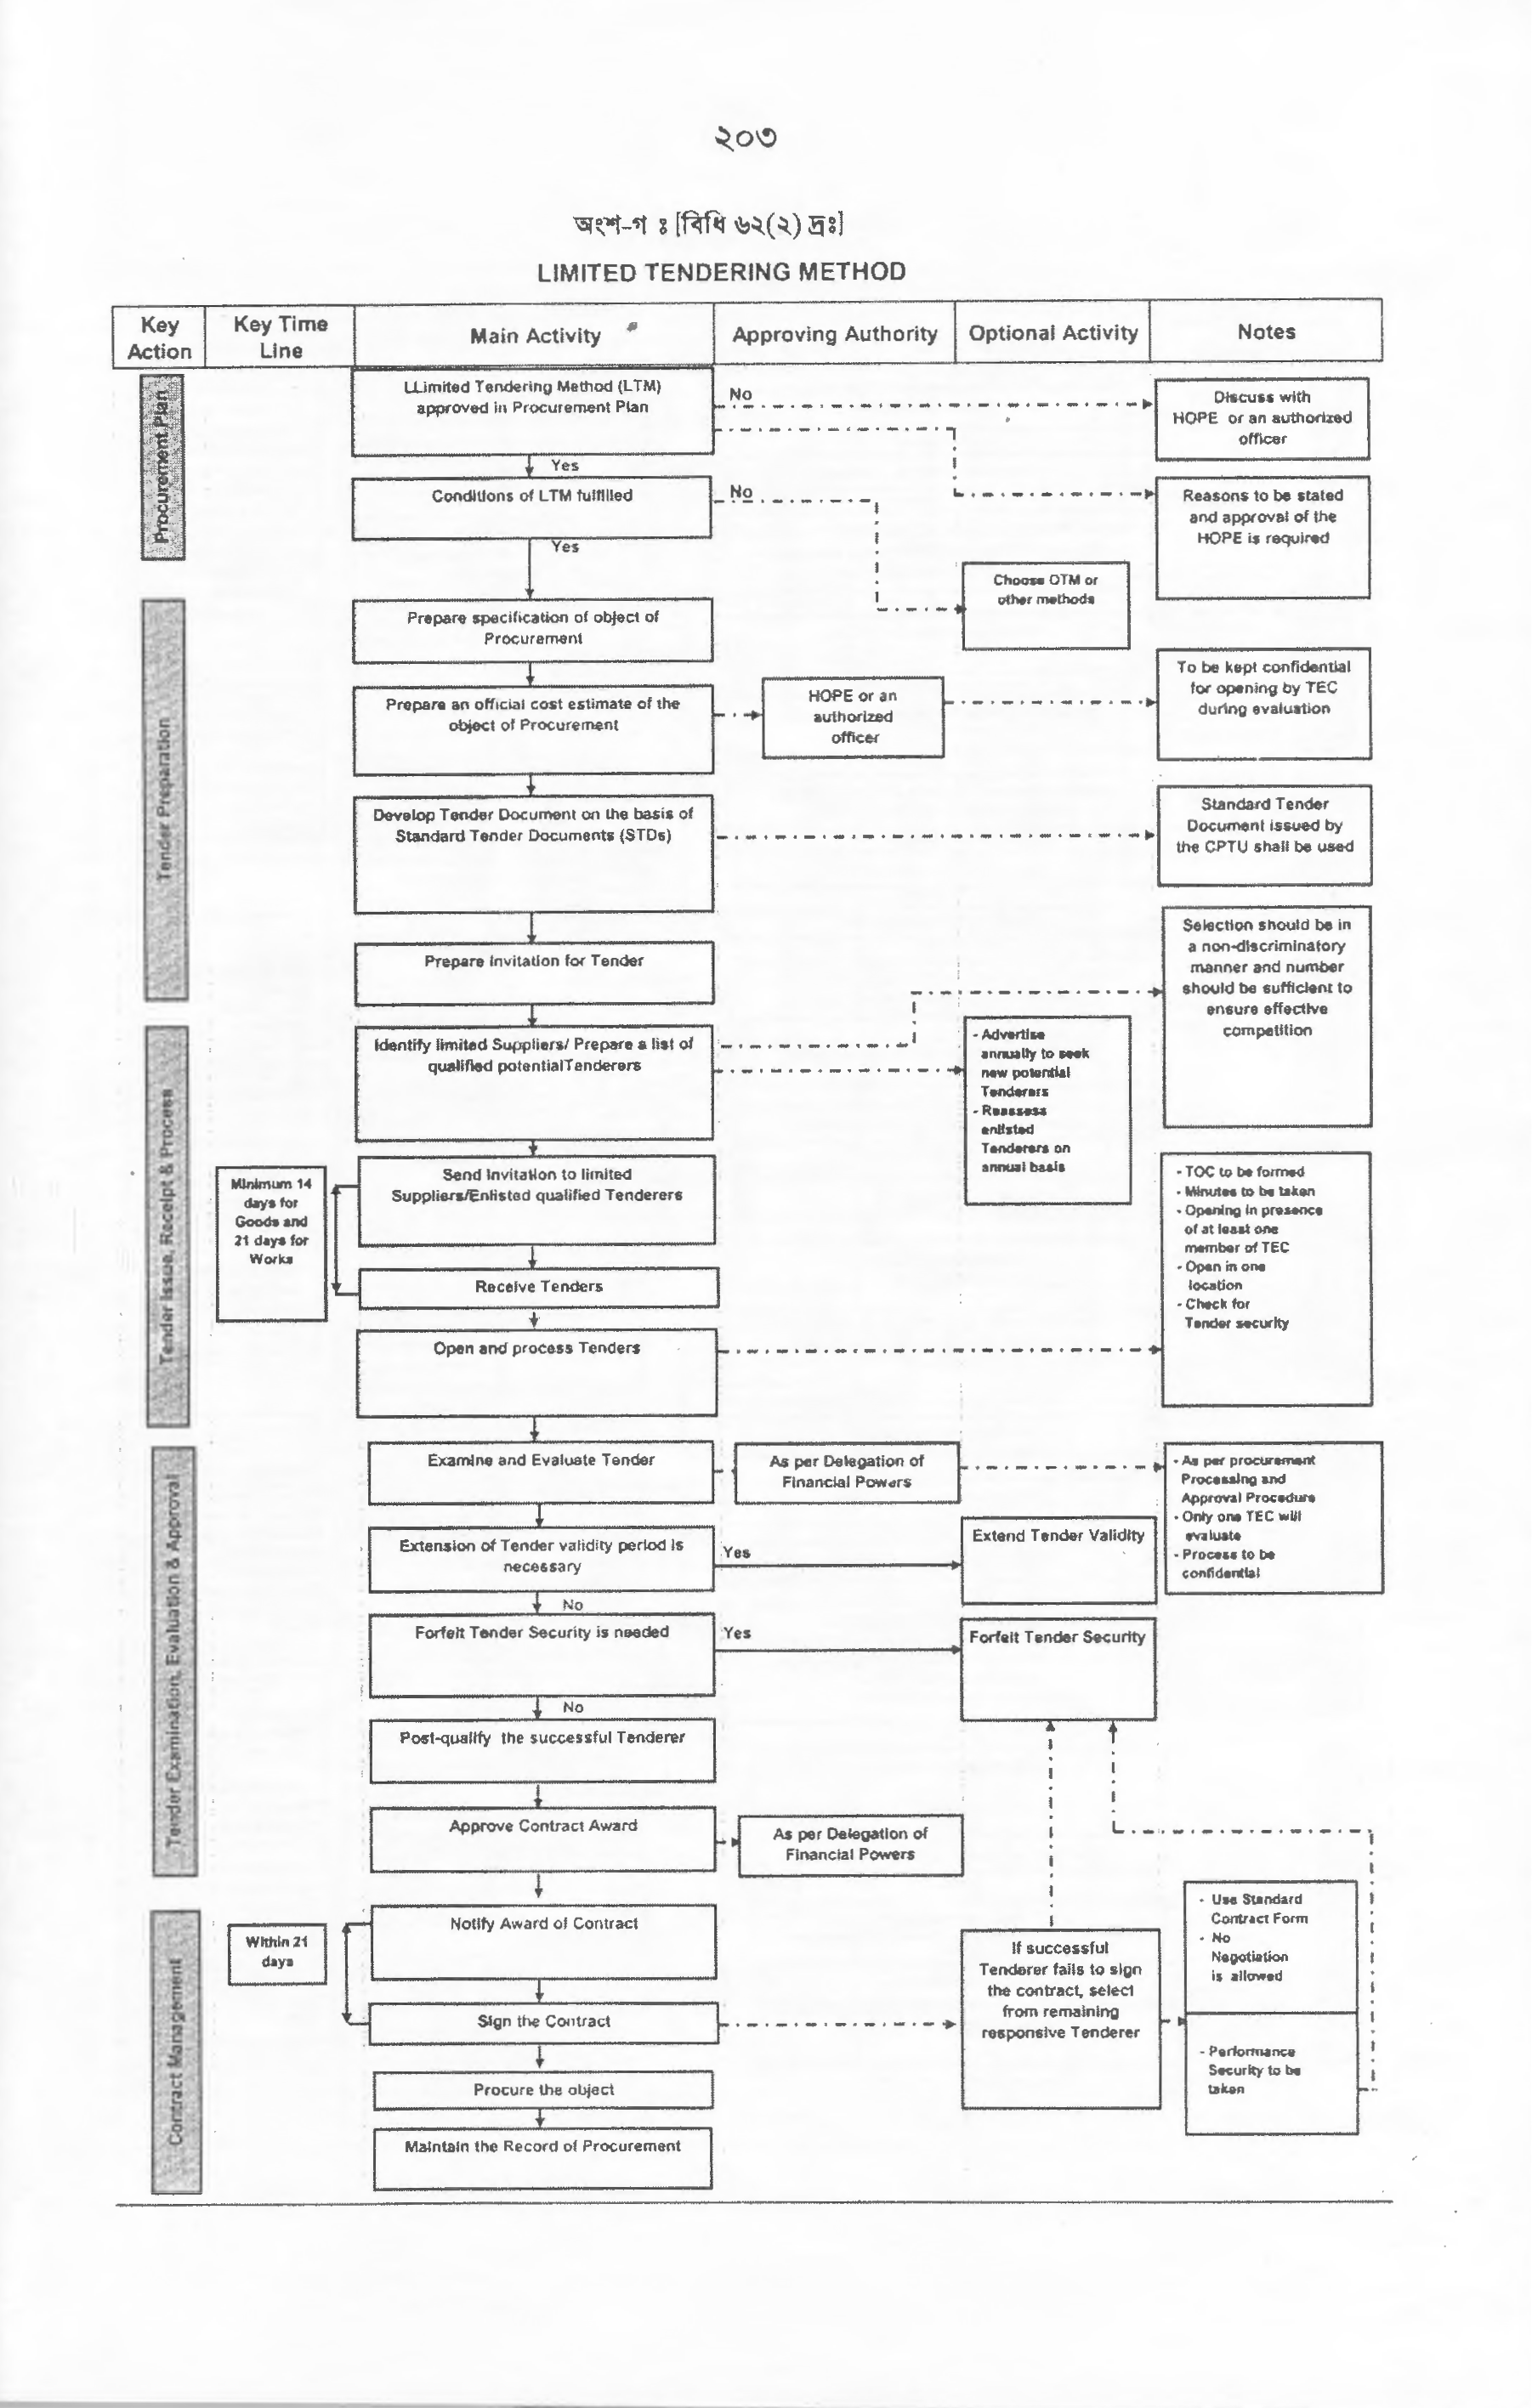 ২০৩
অংশ-গ ঃ [বিধি ৬২(২) দ্রঃ]
LIMITED TENDERING METHOD
Key
Action
Key Time
Line
Main Activity
Approving Authority
Optional Activity
Notes
Procurement Plan
LLimited Tendering Method (LTM)
approved in Procurement Plan
No
Discuss with
HOPE or an authorized
officer
Yes
Conditions of LTM fulfilled
No
Reasons to be stated
and approval of the
HOPE is required
Yes
Choose OTM or
other methods
Tender Preparation
Prepare specification of object of
Procurement
Prepare an official cost estimate of the
object of Procurement
HOPE or an
authorized
officer
To be kept confidential
for opening by TEC
during evaluation
Develop Tender Document on the basis of
Standard Tender Documents (STDs)
Standard Tender
Document issued by
the CPTU shall be used
Prepare Invitation for Tender
Selection should be in
a non-discriminatory
manner and number
should be sufficient to
ensure effective
competition
Tender Issue, Receipt & Process
Identify limited Suppliers/ Prepare a list of
qualified potentialTenderers
- Advertise
annually to seek
new potential
Tenderers
- Reassess
enlisted
Tenderers on
annual basis
Minimum 14
days for
Goods and
21 days for
Works
Send Invitation to limited
Suppliers/Enlisted qualified Tenderers
Receive Tenders
Open and process Tenders
- TOC to be formed
- Minutes to be taken
- Opening in presence
of at least one
member of TEC
- Open in one
location
- Check for
Tender security
Tender Examination, Evaluation & Approval
Examine and Evaluate Tender
As per Delegation of
Financial Powers
- As per procurement
Processing and
Approval Procedure
- Only one TEC will
evaluate
- Process to be
confidential
Extension of Tender validity period is
necessary
Yes
Extend Tender Validity
No
Forfeit Tender Security is needed
Yes
Forfeit Tender Security
No
Post-qualify the successful Tenderer
Approve Contract Award
As per Delegation of
Financial Powers
Contract Management
Within 21
days
Notify Award of Contract
Sign the Contract
If successful
Tenderer fails to sign
the contract, select
from remaining
responsive Tenderer
- Use Standard
Contract Form
- No
Negotiation
is allowed
- Performance
Security to be
taken
Procure the object
Maintain the Record of Procurement